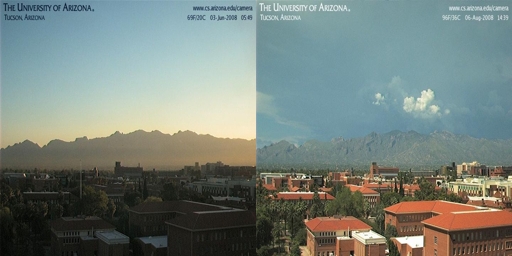 THE UNIVERSITY OF ARIZONA.
www.cs.arizona.edu/camera
TUCSON, ARIZONA
69F/20C 03-Jun-2008 05:49
THE UNIVERSITY OF ARIZONA.
www.cs.arizona.edu/camera
TUCSON, ARIZONA
96F/36C 06-Aug-2008 14:39